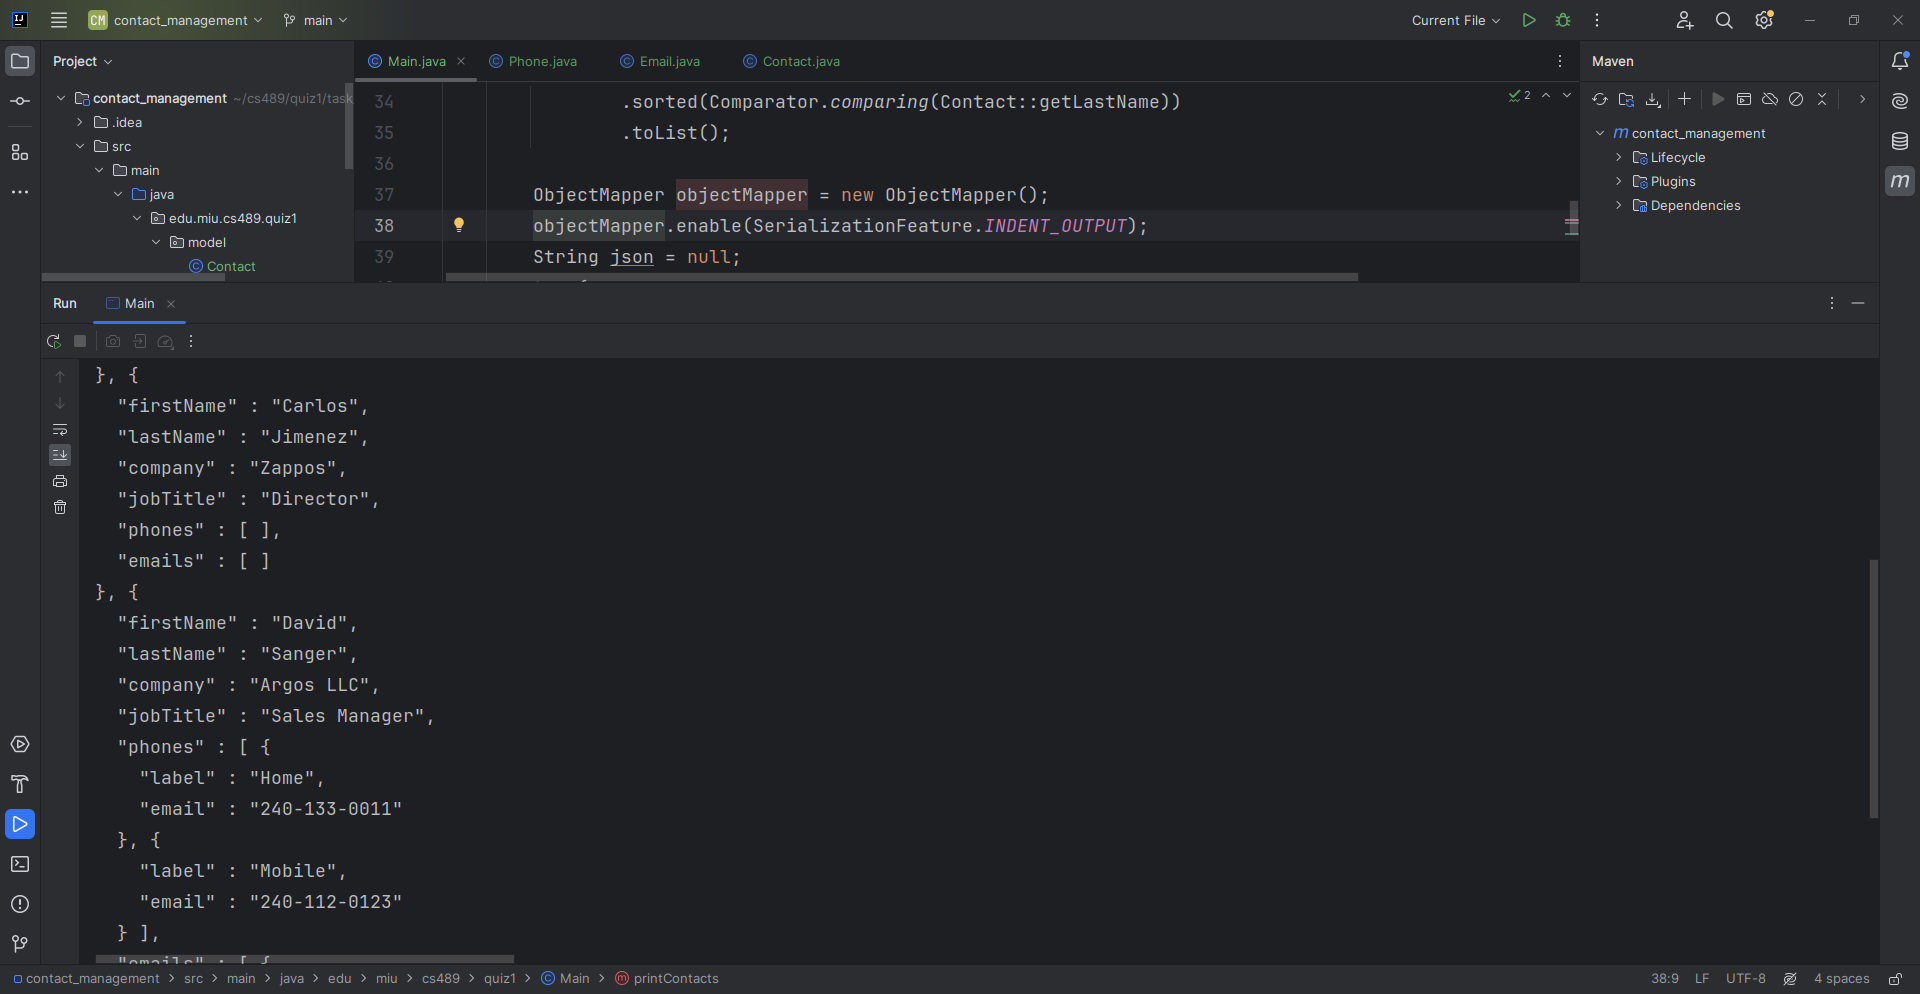 CM contact_management main Current File
Project
Main.java Phone.java Email.java Contact.java
Maven
contact_management ~/cs489/quiz1/task
.idea
src
main
java
edu.miu.cs489.quiz1
model
Contact
34 .sorted(Comparator.comparing(Contact::getLastName))
35 .toList();
36
37 ObjectMapper objectMapper = new ObjectMapper();
38 objectMapper.enable(SerializationFeature.INDENT_OUTPUT);
39 String json = null;
2
m contact_management
Lifecycle
Plugins
Dependencies
m
Run Main
}, {
"firstName" : "Carlos",
"lastName" : "Jimenez",
"company" : "Zappos",
"jobTitle" : "Director",
"phones" : [ ],
"emails" : [ ]
}, {
"firstName" : "David",
"lastName" : "Sanger",
"company" : "Argos LLC",
"jobTitle" : "Sales Manager",
"phones" : [ {
"label" : "Home",
"email" : "240-133-0011"
}, {
"label" : "Mobile",
"email" : "240-112-0123"
} ],
"emails" : [ {
contact_management > src > main > java > edu > miu > cs489 > quiz1 > Main > printContacts
38:9 LF UTF-8 4 spaces